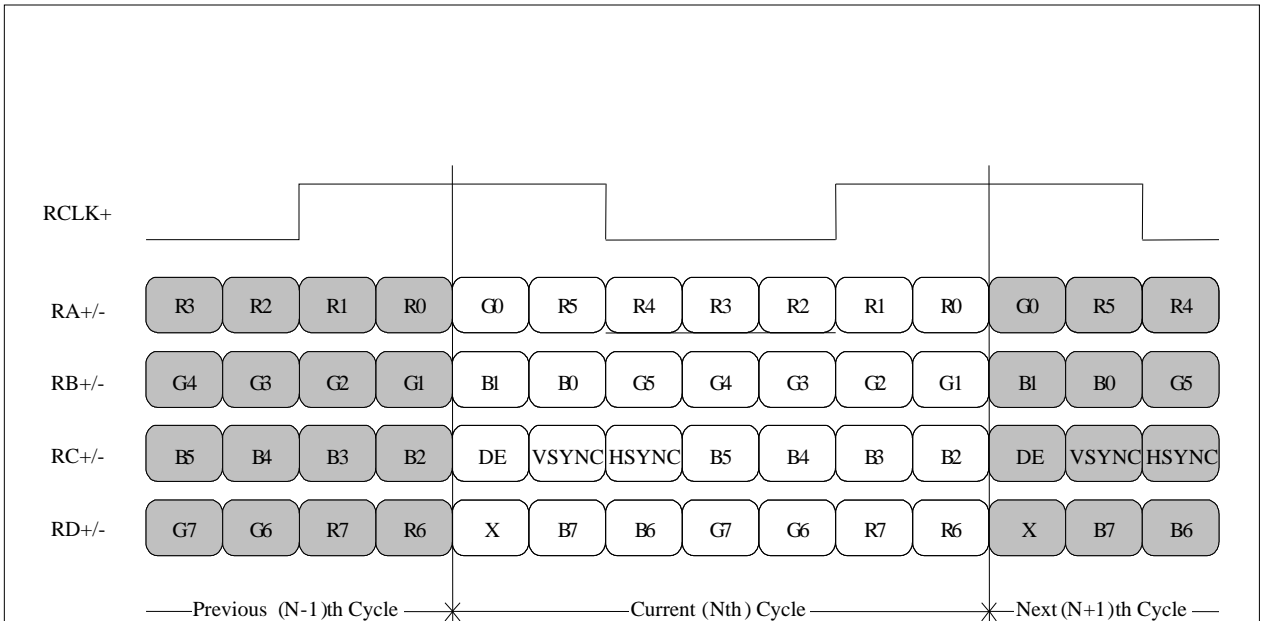 RCLK+
RA+/- R3 R2 R1 R0 G0 R5 R4 R3 R2 R1 R0 G0 R5 R4
RB+/- G4 G3 G2 G1 B1 B0 G5 G4 G3 G2 G1 B1 B0 G5
RC+/- B5 B4 B3 B2 DE VSYNC HSYNC B5 B4 B3 B2 DE VSYNC HSYNC
RD+/- G7 G6 R7 R6 X B7 B6 G7 G6 R7 R6 X B7 B6
Previous (N-1)th Cycle Current (Nth) Cycle Next (N+1)th Cycle